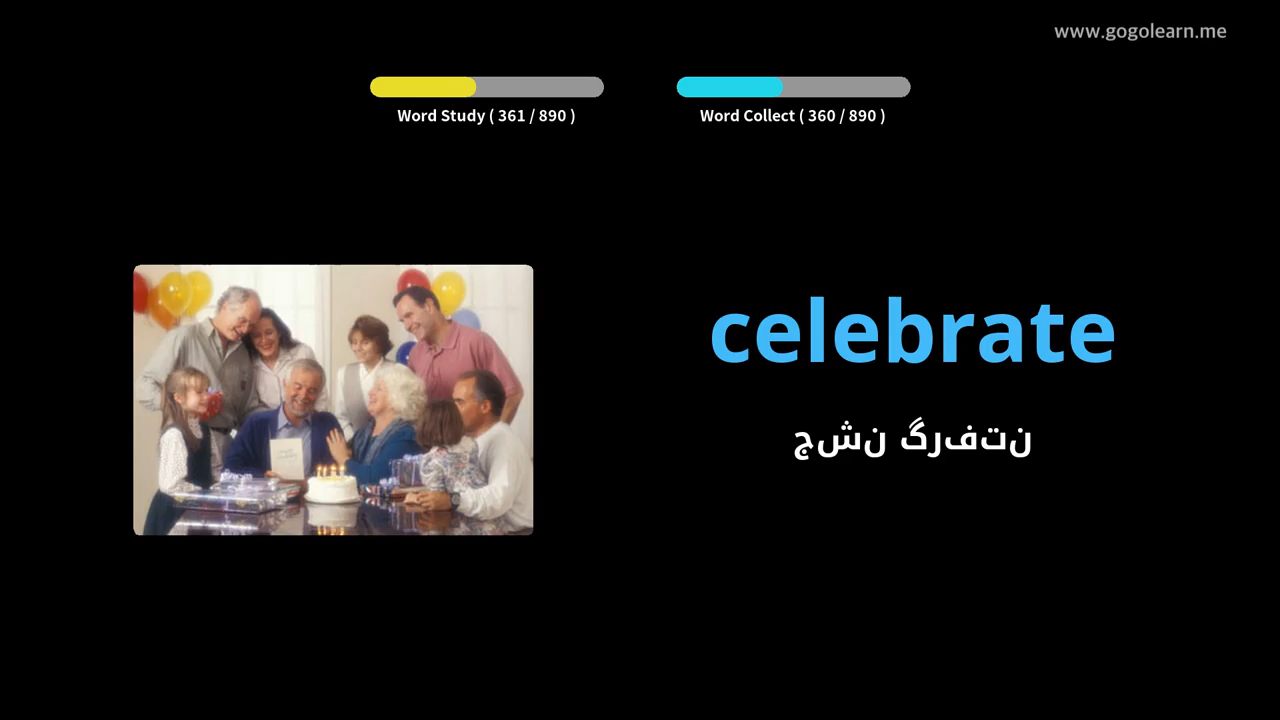 www.gogolearn.me
Word Study ( 361 / 890 )
Word Collect ( 360 / 890 )
celebrate
نتفرگ نشج